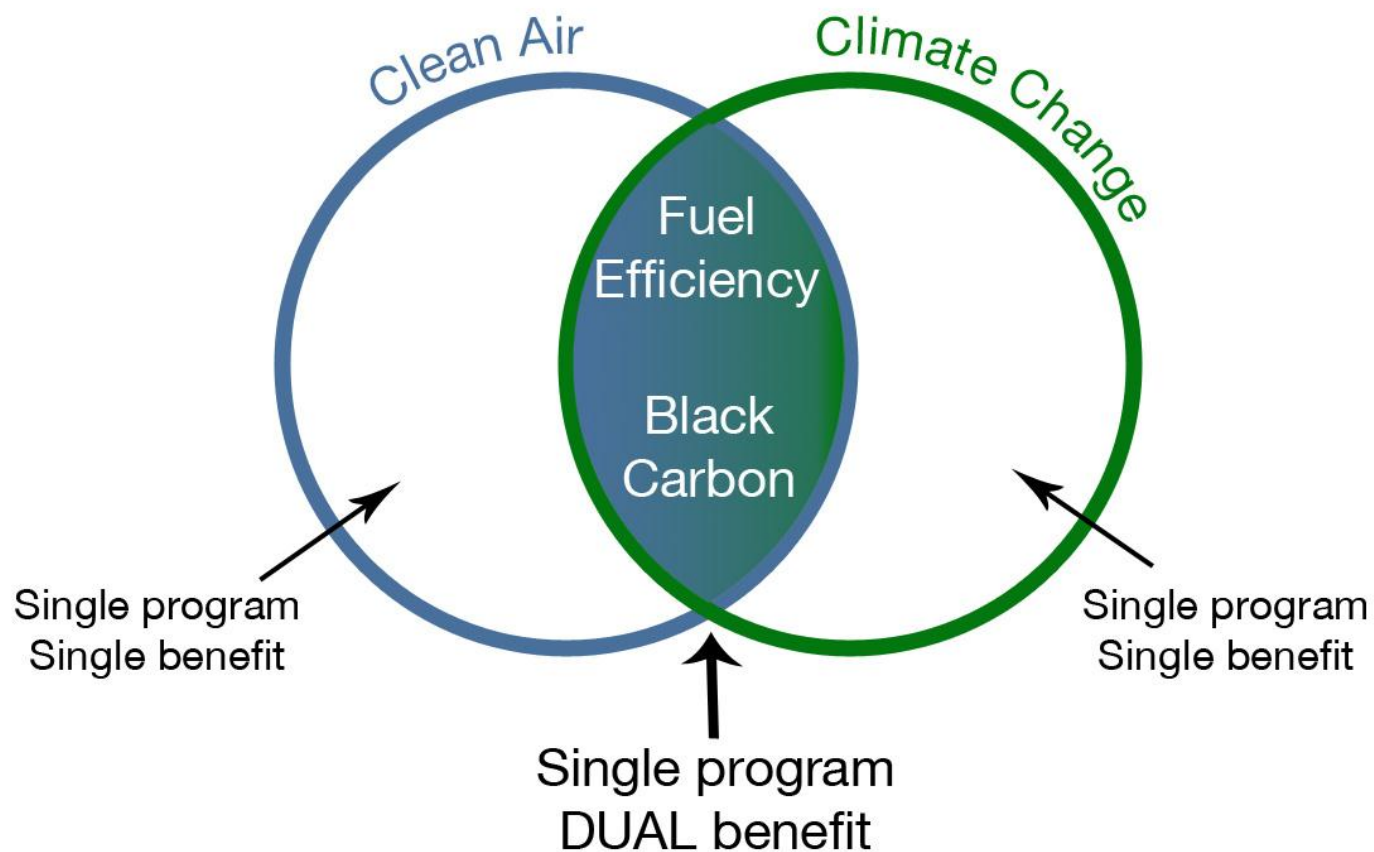 Clean Air
Climate Change
Fuel
Efficiency
Black
Carbon
Single program
Single benefit
Single program
Single benefit
Single program
DUAL benefit